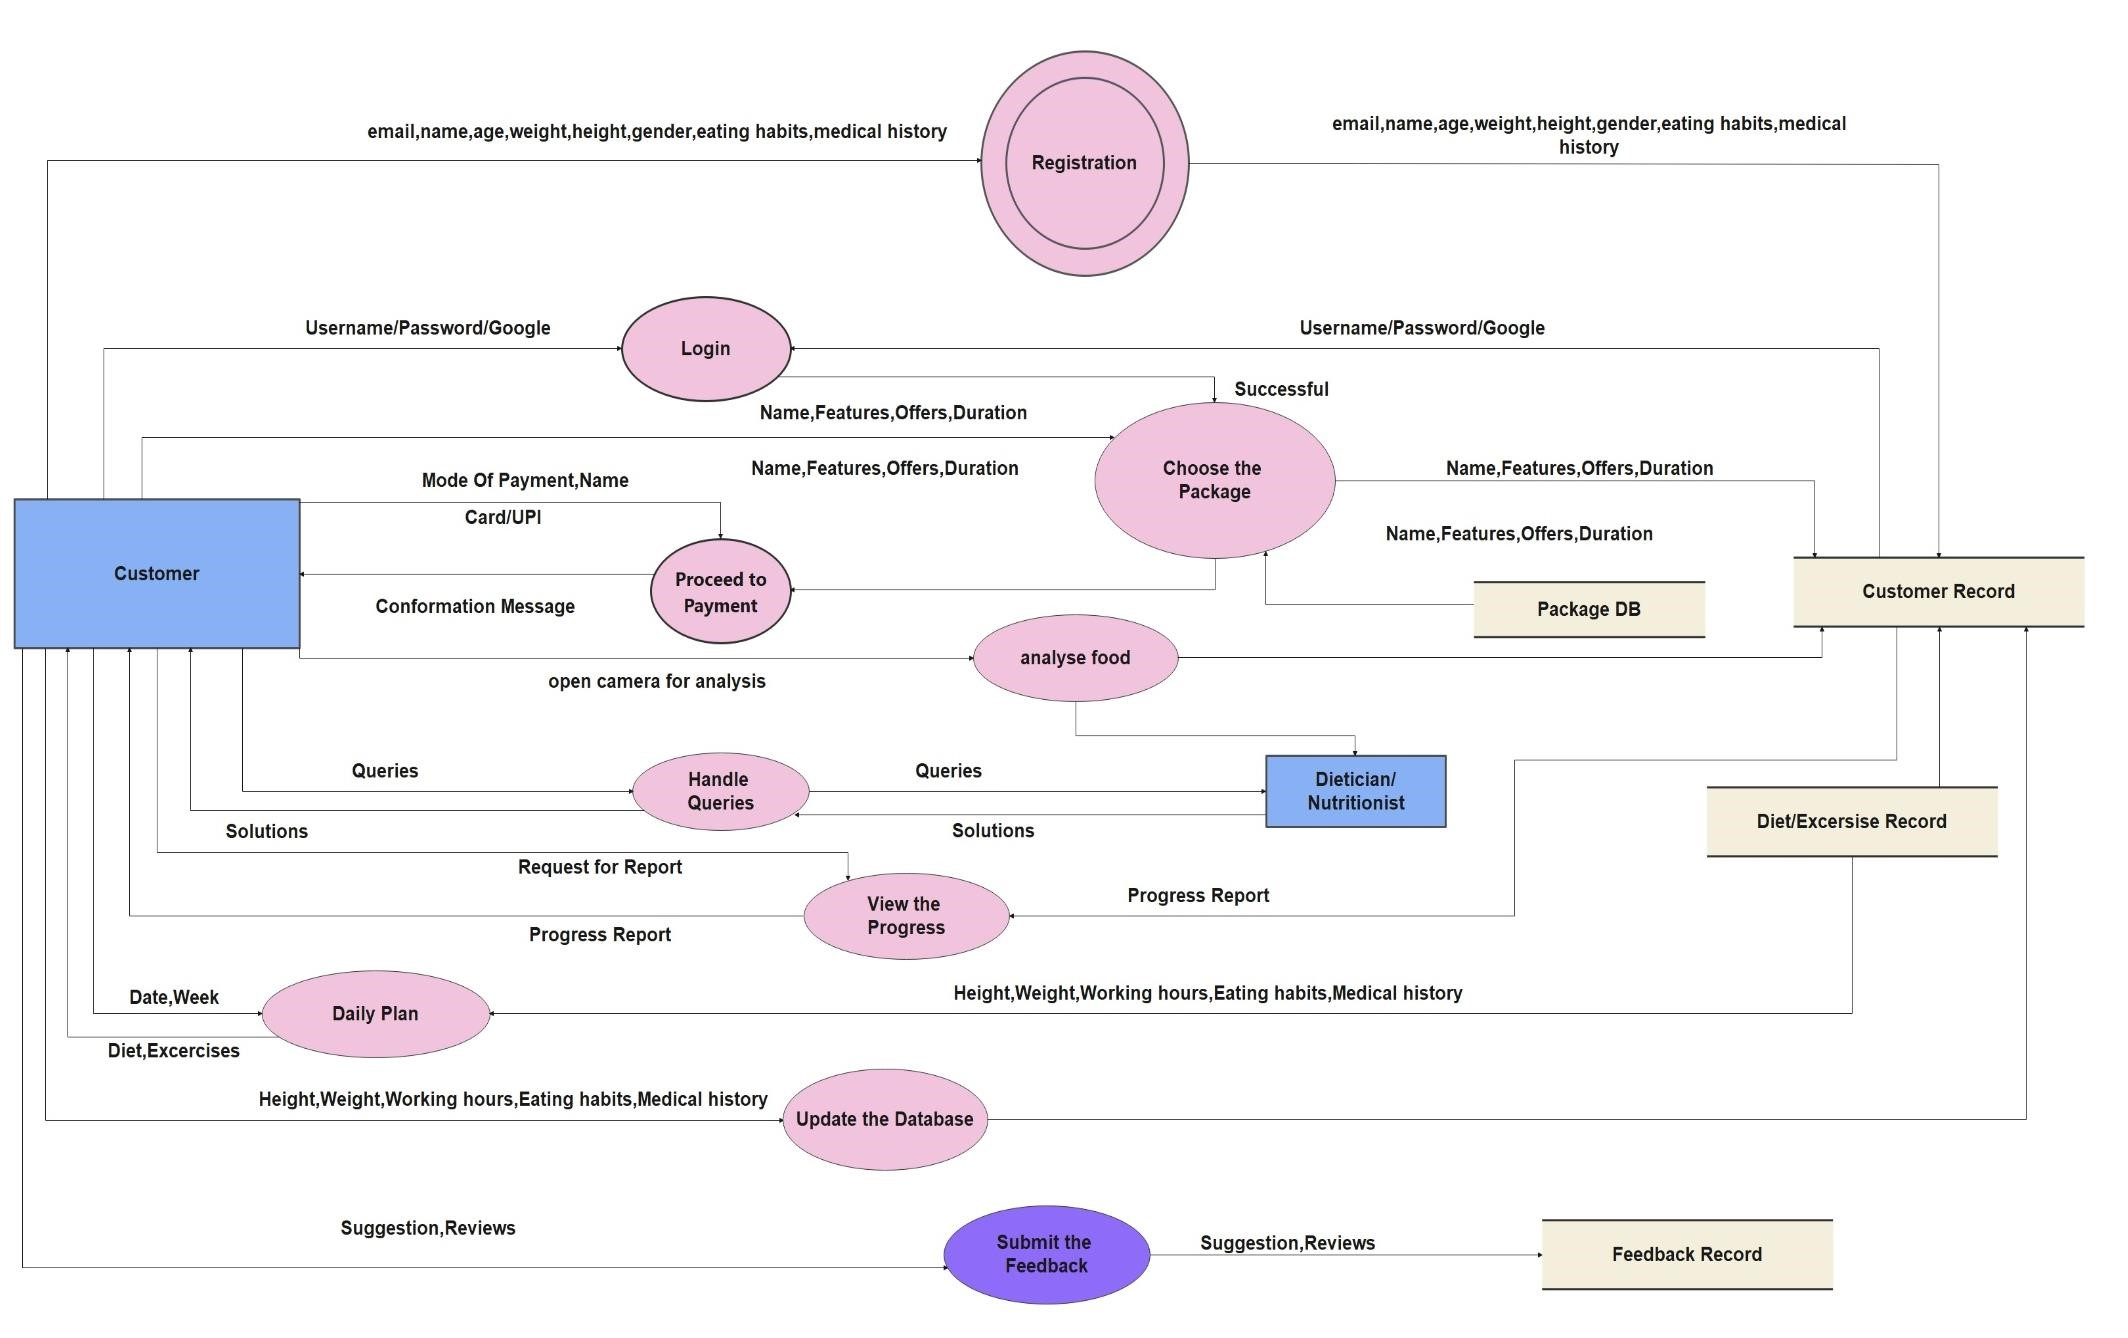 email,name,age,weight,height,gender,eating habits,medical history
email,name,age,weight,height,gender,eating habits,medical
history
Registration
Username/Password/Google
Login
Username/Password/Google
Successful
Name,Features,Offers,Duration
Name,Features,Offers,Duration
Choose the
Package
Name,Features,Offers,Duration
Mode Of Payment,Name
Card/UPI
Name,Features,Offers,Duration
Customer
Proceed to
Payment
Conformation Message
Package DB
Customer Record
analyse food
open camera for analysis
Queries
Handle
Queries
Queries
Dietician/
Nutritionist
Solutions
Solutions
Diet/Excersise Record
Request for Report
View the
Progress
Progress Report
Progress Report
Date,Week
Daily Plan
Height,Weight,Working hours,Eating habits,Medical history
Diet,Excercises
Height,Weight,Working hours,Eating habits,Medical history
Update the Database
Suggestion,Reviews
Submit the
Feedback
Suggestion,Reviews
Feedback Record